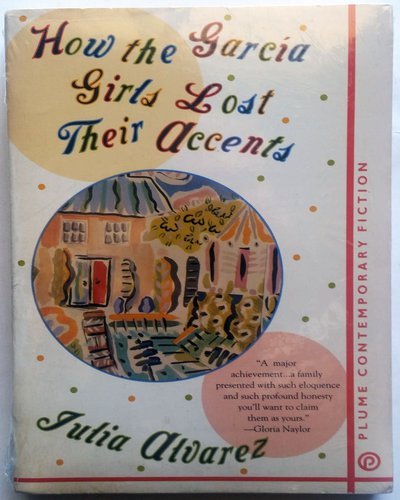 How the García
Girls Lost
Their Accents
"A major
achievement...a family
presented with such eloquence
and such profound honesty
you'll want to claim
them as yours."
—Gloria Naylor
Julia Alvarez
PLUME CONTEMPORARY FICTION